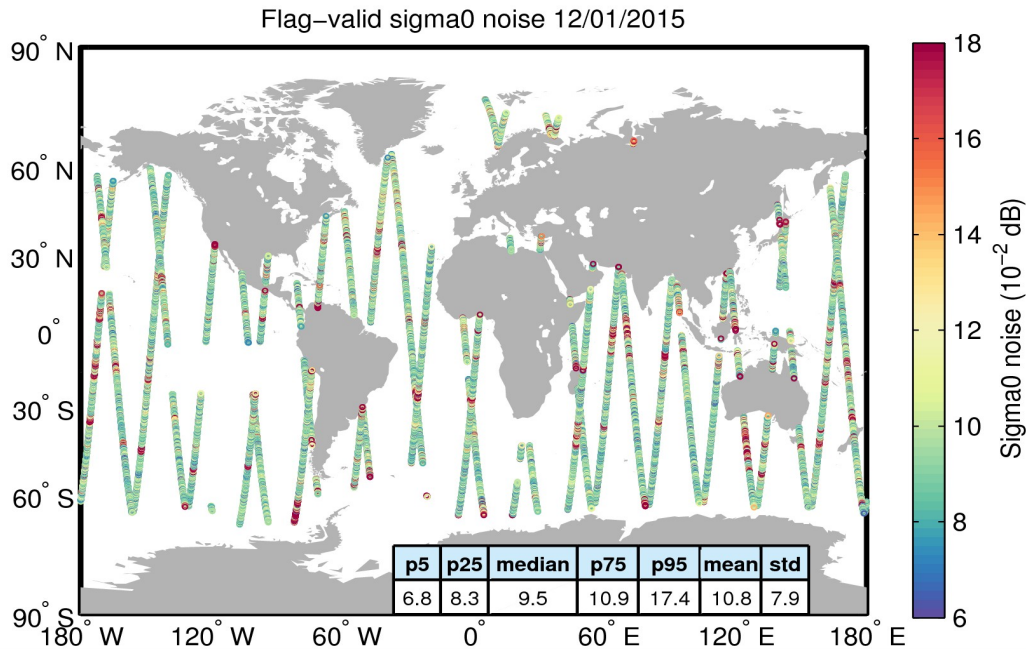 Flag-valid sigma0 noise 12/01/2015
90° N
60° N
30° N
0°
30° S
60° S
90° S
180° W 120° W 60° W 0° 60° E 120° E 180° E
p5 p25 median p75 p95 mean std
6.8 8.3 9.5 10.9 17.4 10.8 7.9
18
16
14
12
10
8
6
Sigma0 noise (10⁻² dB)